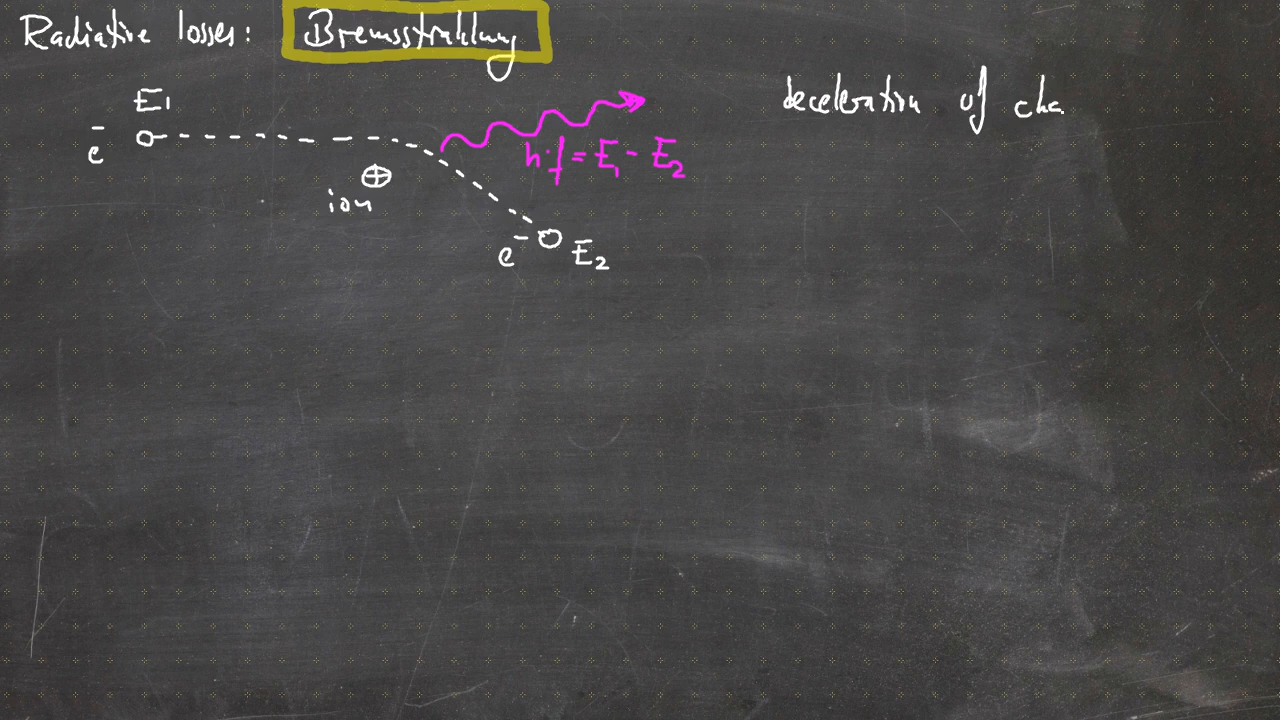 Radiative losses: Bremsstrahlung
deceleration of cha
E₁
e⁻
h·f = E₁ - E₂
ion
e⁻ E₂